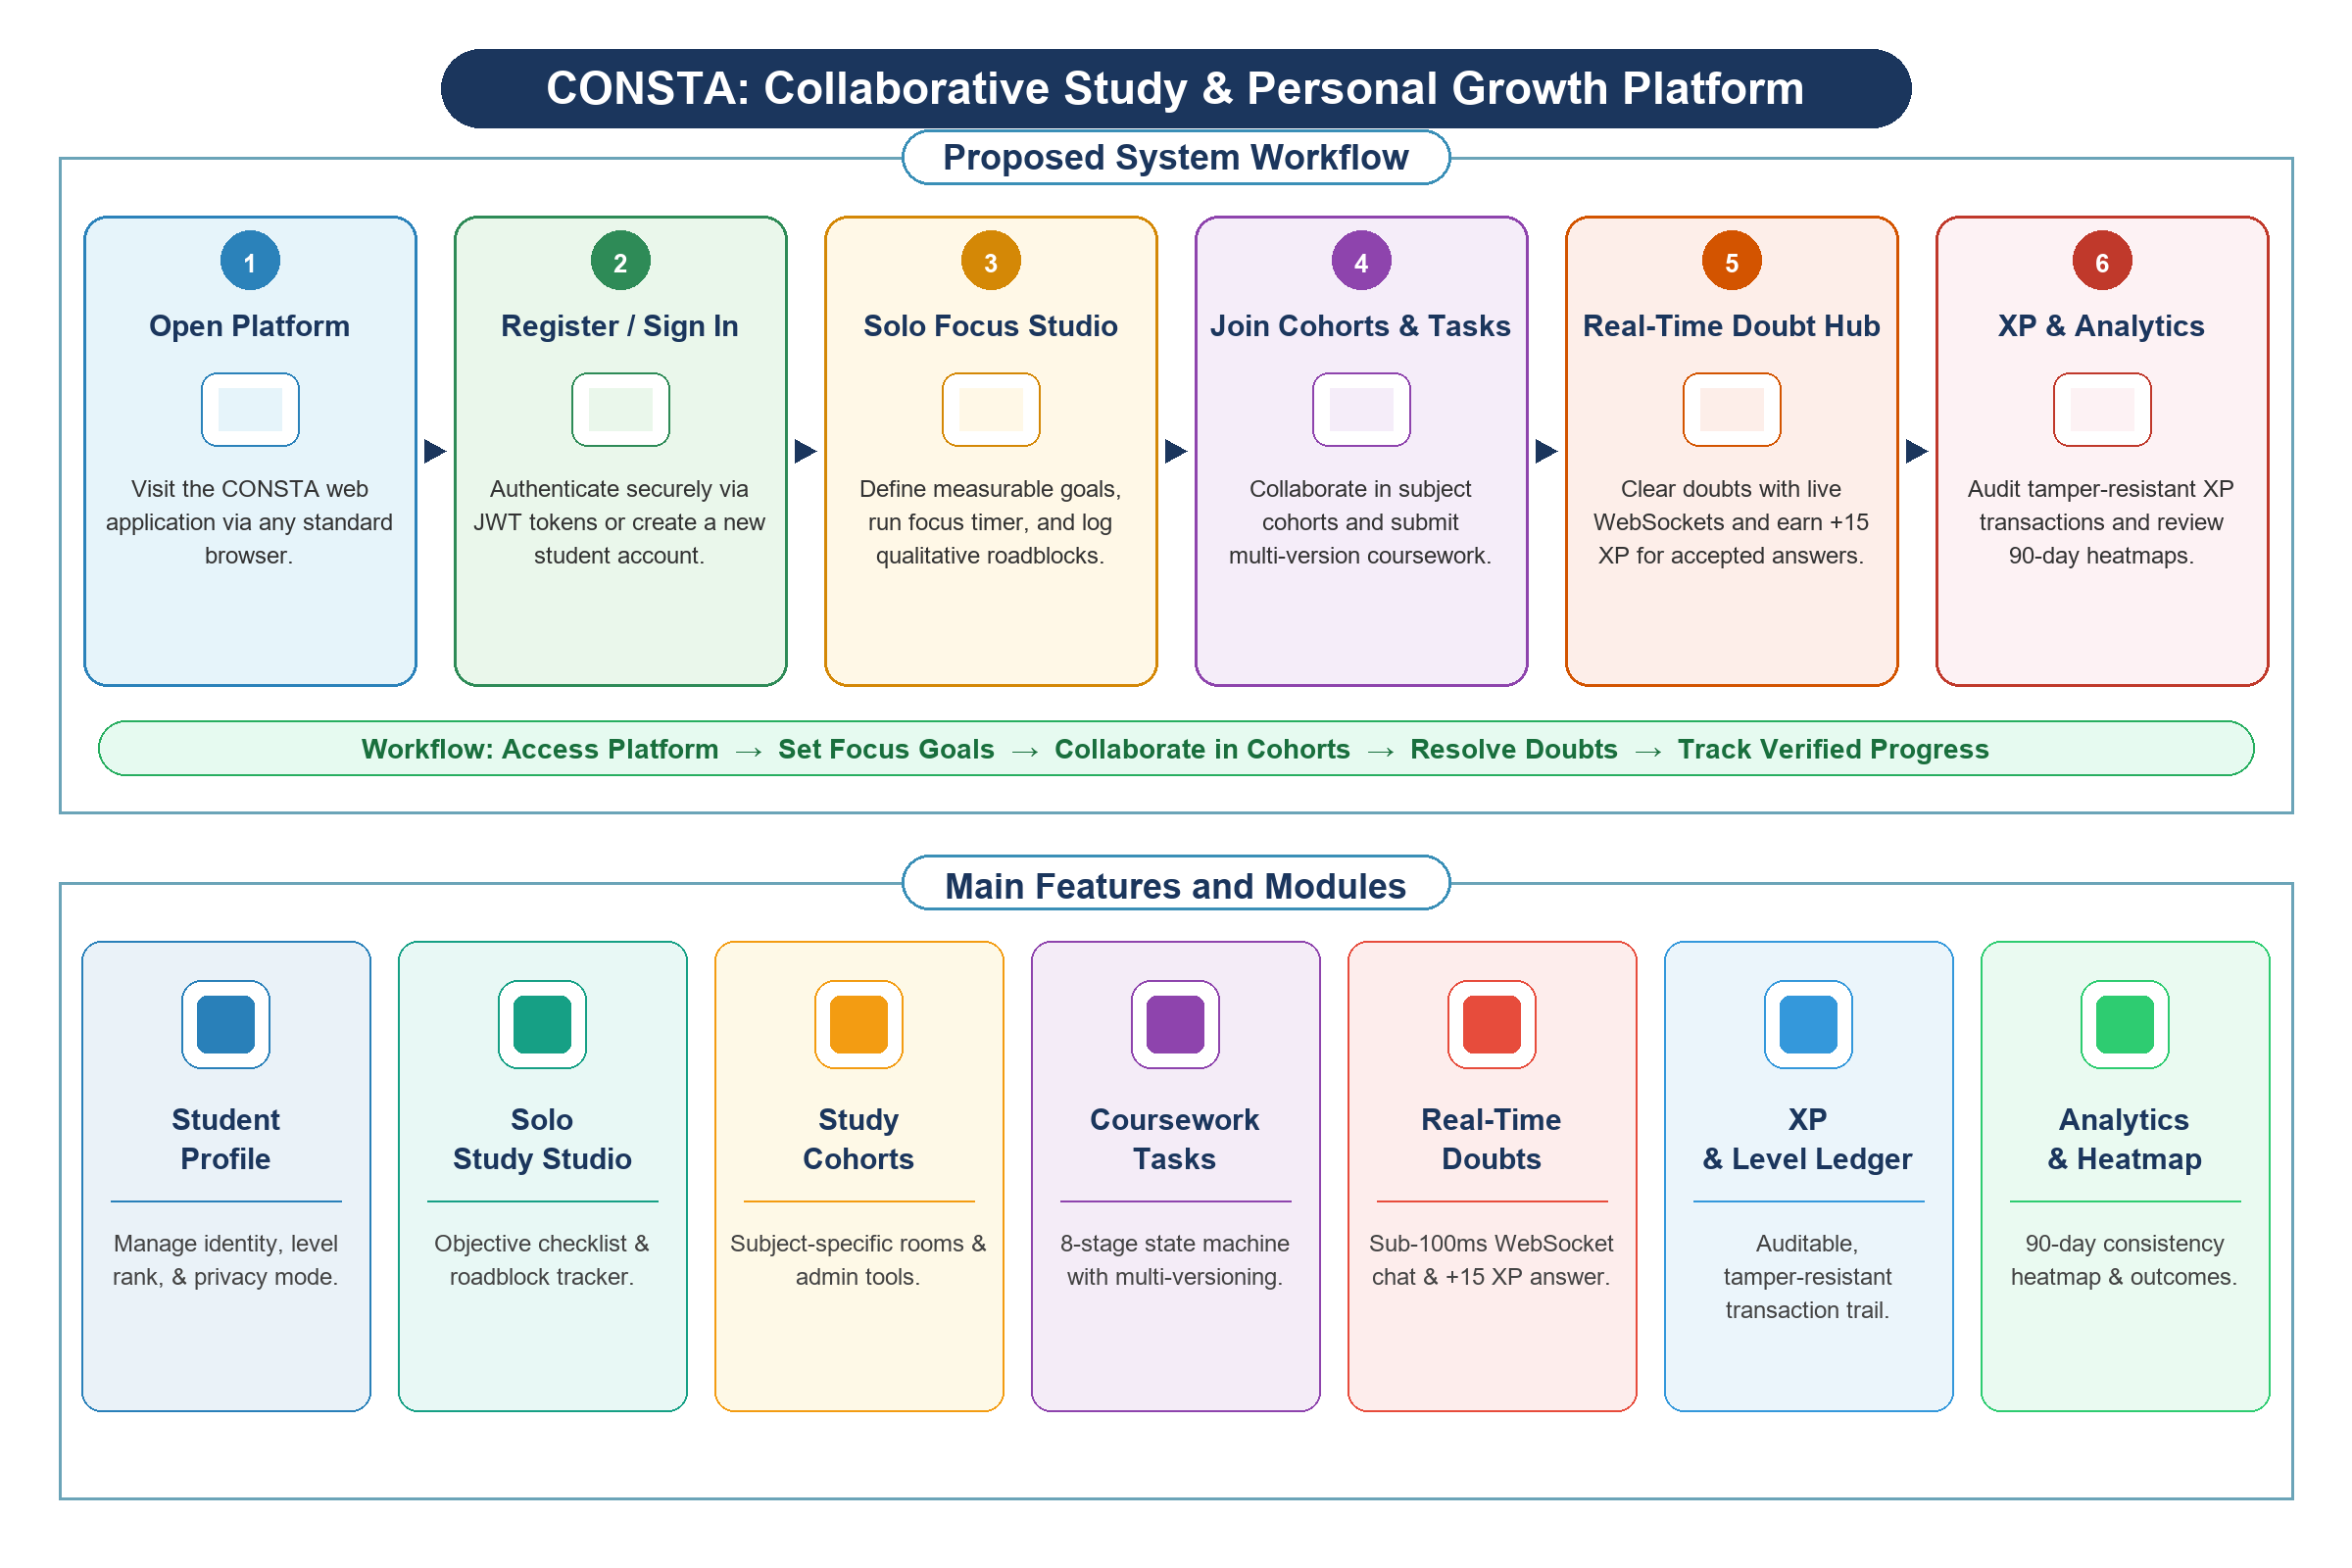 CONSTA: Collaborative Study & Personal Growth Platform
Proposed System Workflow
1
Open Platform
Visit the CONSTA web
application via any standard
browser.
2
Register / Sign In
Authenticate securely via
JWT tokens or create a new
student account.
3
Solo Focus Studio
Define measurable goals,
run focus timer, and log
qualitative roadblocks.
4
Join Cohorts & Tasks
Collaborate in subject
cohorts and submit
multi-version coursework.
5
Real-Time Doubt Hub
Clear doubts with live
WebSockets and earn +15
XP for accepted answers.
6
XP & Analytics
Audit tamper-resistant XP
transactions and review
90-day heatmaps.
Workflow: Access Platform → Set Focus Goals → Collaborate in Cohorts → Resolve Doubts → Track Verified Progress
Main Features and Modules
Student
Profile
Manage identity, level
rank, & privacy mode.
Solo
Study Studio
Objective checklist &
roadblock tracker.
Study
Cohorts
Subject-specific rooms &
admin tools.
Coursework
Tasks
8-stage state machine
with multi-versioning.
Real-Time
Doubts
Sub-100ms WebSocket
chat & +15 XP answer.
XP
& Level Ledger
Auditable,
tamper-resistant
transaction trail.
Analytics
& Heatmap
90-day consistency
heatmap & outcomes.